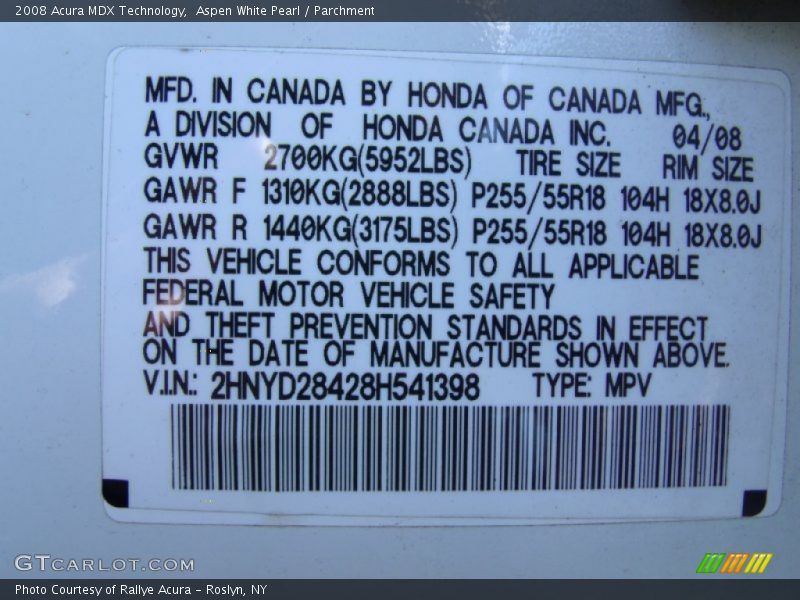 2008 Acura MDX Technology,  Aspen White Pearl / Parchment
MFD. IN CANADA BY HONDA OF CANADA MFG.,
A DIVISION OF HONDA CANADA INC. 04/08
GVWR 2700KG(5952LBS) TIRE SIZE RIM SIZE
GAWR F 1310KG(2888LBS) P255/55R18 104H 18X8.0J
GAWR R 1440KG(3175LBS) P255/55R18 104H 18X8.0J
THIS VEHICLE CONFORMS TO ALL APPLICABLE
FEDERAL MOTOR VEHICLE SAFETY
AND THEFT PREVENTION STANDARDS IN EFFECT
ON THE DATE OF MANUFACTURE SHOWN ABOVE.
V.I.N.: 2HNYD28428H541398 TYPE: MPV
GTCARLOT.COM
Photo Courtesy of Rallye Acura – Roslyn, NY